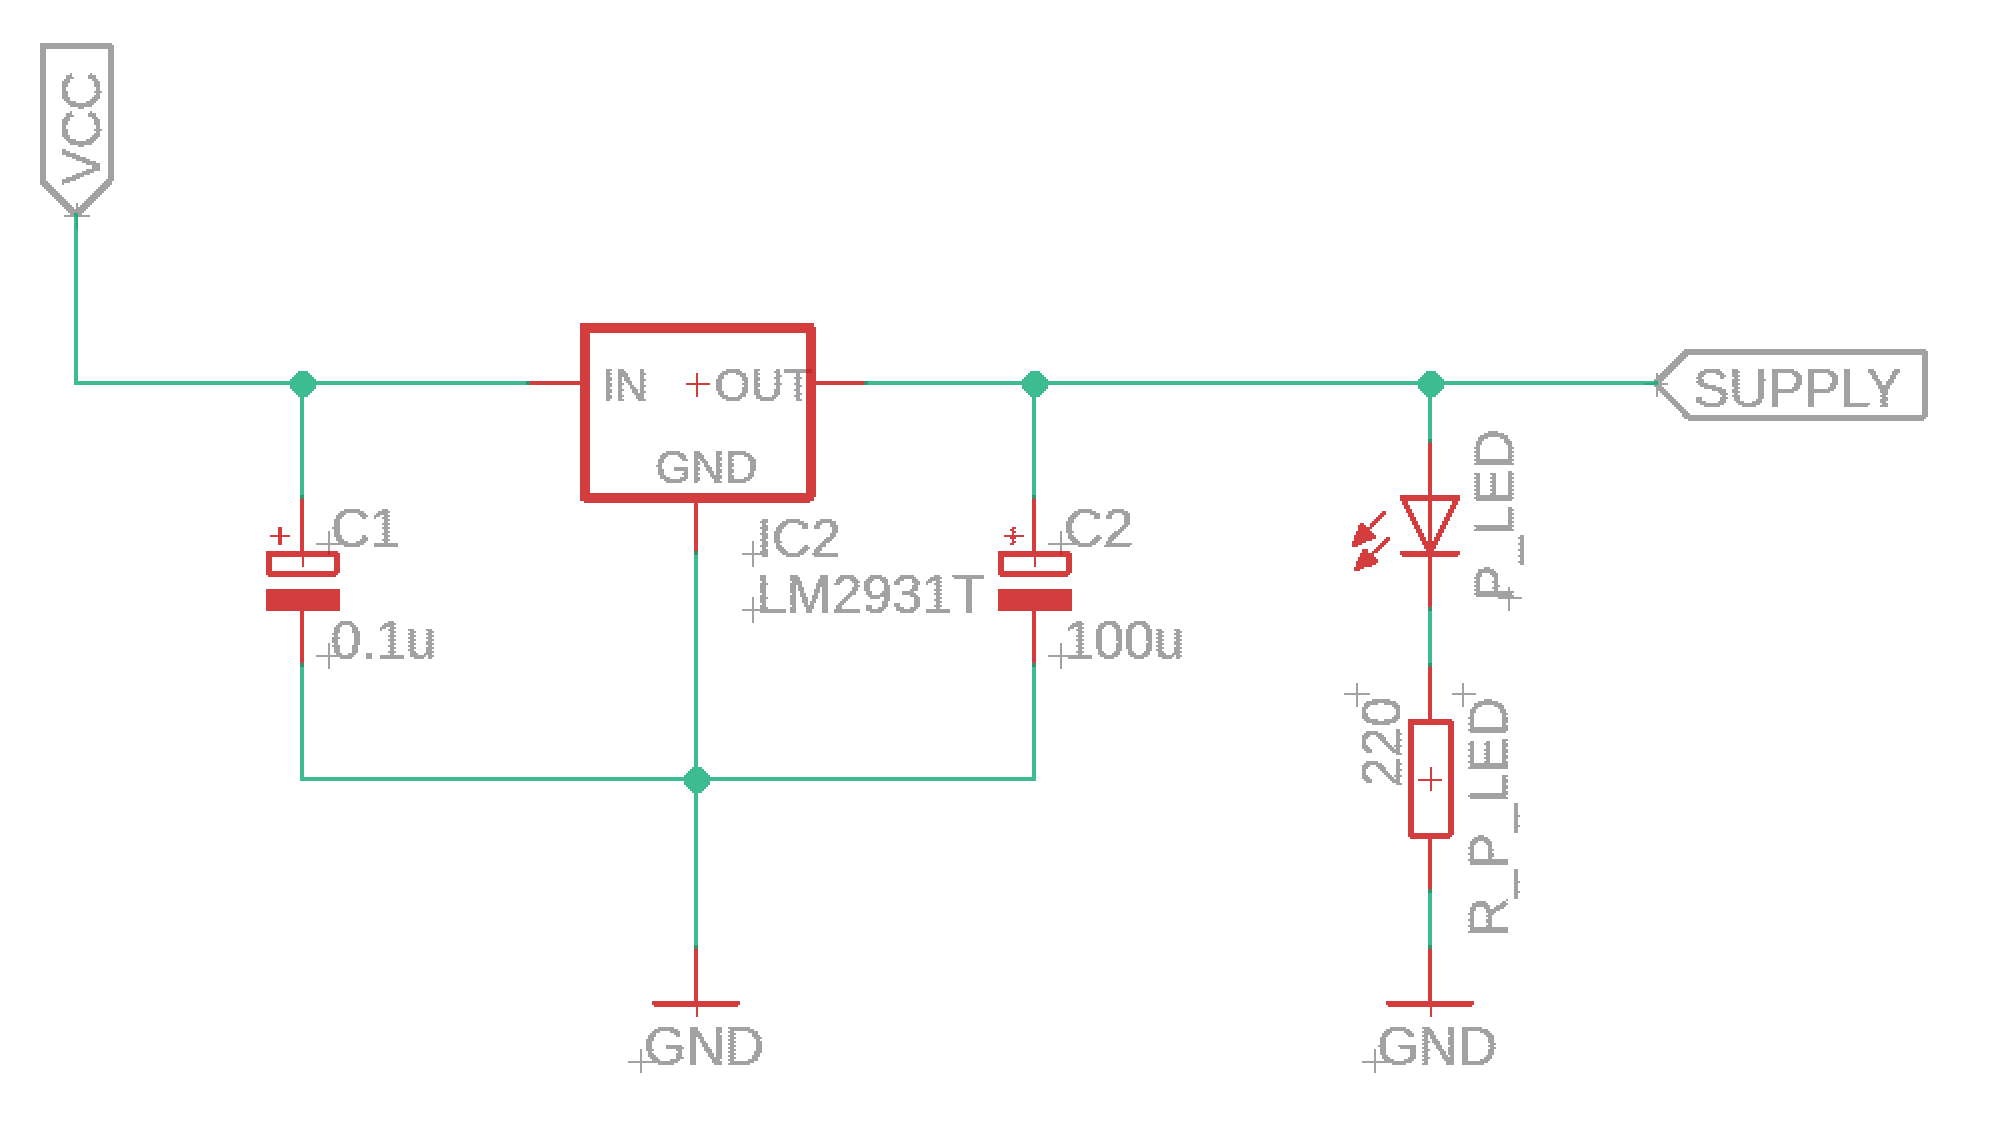 VCC
IN
OUT
GND
SUPPLY
C1
0.1u
IC2
LM2931T
C2
100u
P_LED
220
R_P_LED
GND
GND